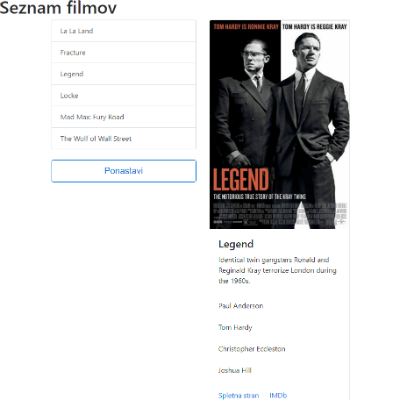 Seznam filmov
La La Land
Fracture
Legend
Locke
Mad Max: Fury Road
The Wolf of Wall Street
Ponastavi
TOM HARDY IS RONNIE KRAY TOM HARDY IS REGGIE KRAY
LEGEND
THE NOTORIOUS TRUE STORY OF THE KRAY TWINS
Legend
Identical twin gangsters Ronald and
Reginald Kray terrorize London during
the 1960s.
Paul Anderson
Tom Hardy
Christopher Eccleston
Joshua Hill
Spletna stran IMDb